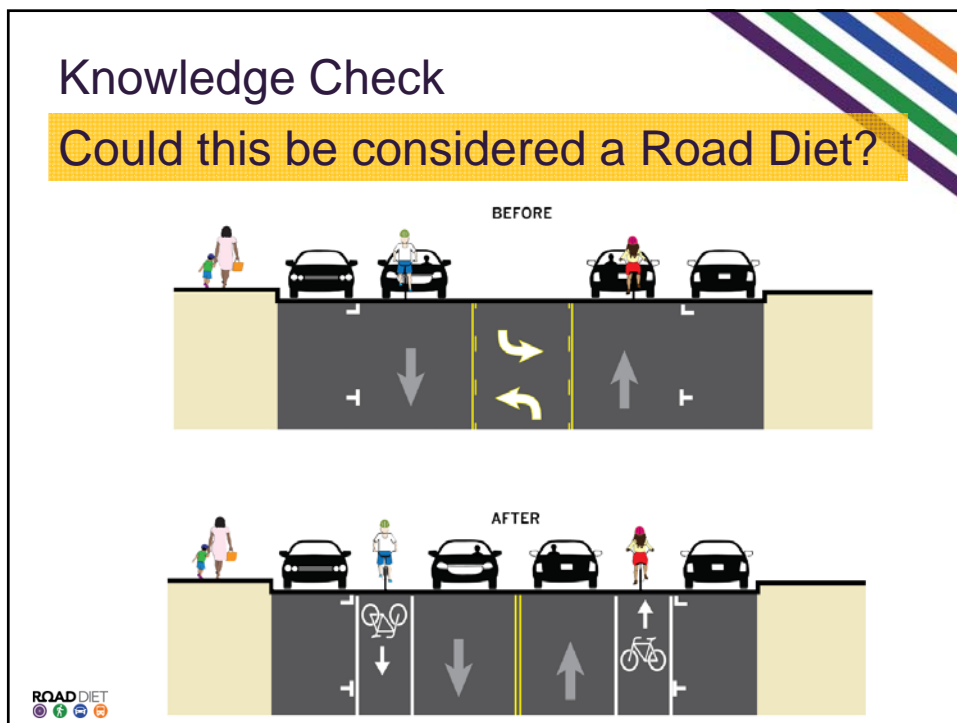 Knowledge Check
Could this be considered a Road Diet?
BEFORE
AFTER
ROAD DIET